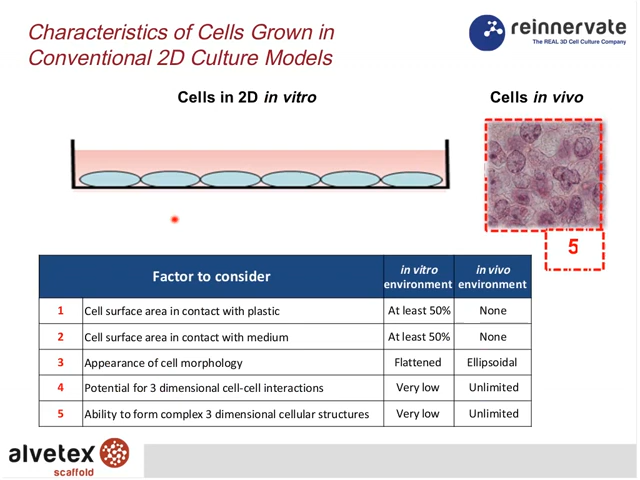 Characteristics of Cells Grown in
Conventional 2D Culture Models
reinnervate
The REAL 3D Cell Culture Company
Cells in 2D in vitro
Cells in vivo
5
Factor to consider
in vitro environment
in vivo environment
1 Cell surface area in contact with plastic At least 50% None
2 Cell surface area in contact with medium At least 50% None
3 Appearance of cell morphology Flattened Ellipsoidal
4 Potential for 3 dimensional cell-cell interactions Very low Unlimited
5 Ability to form complex 3 dimensional cellular structures Very low Unlimited
alvetex
scaffold